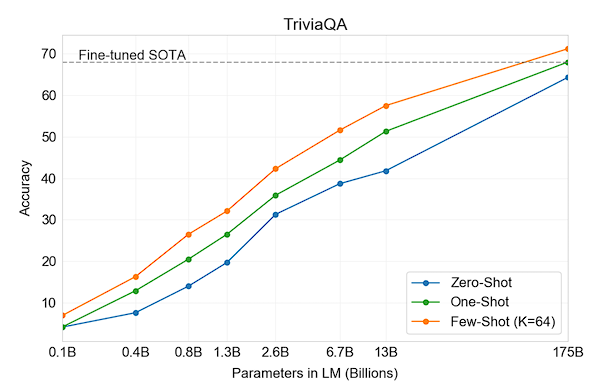 TriviaQA
70
Fine-tuned SOTA
60
50
40
30
20
10
Accuracy
Zero-Shot
One-Shot
Few-Shot (K=64)
0.1B 0.4B 0.8B 1.3B 2.6B 6.7B 13B 175B
Parameters in LM (Billions)